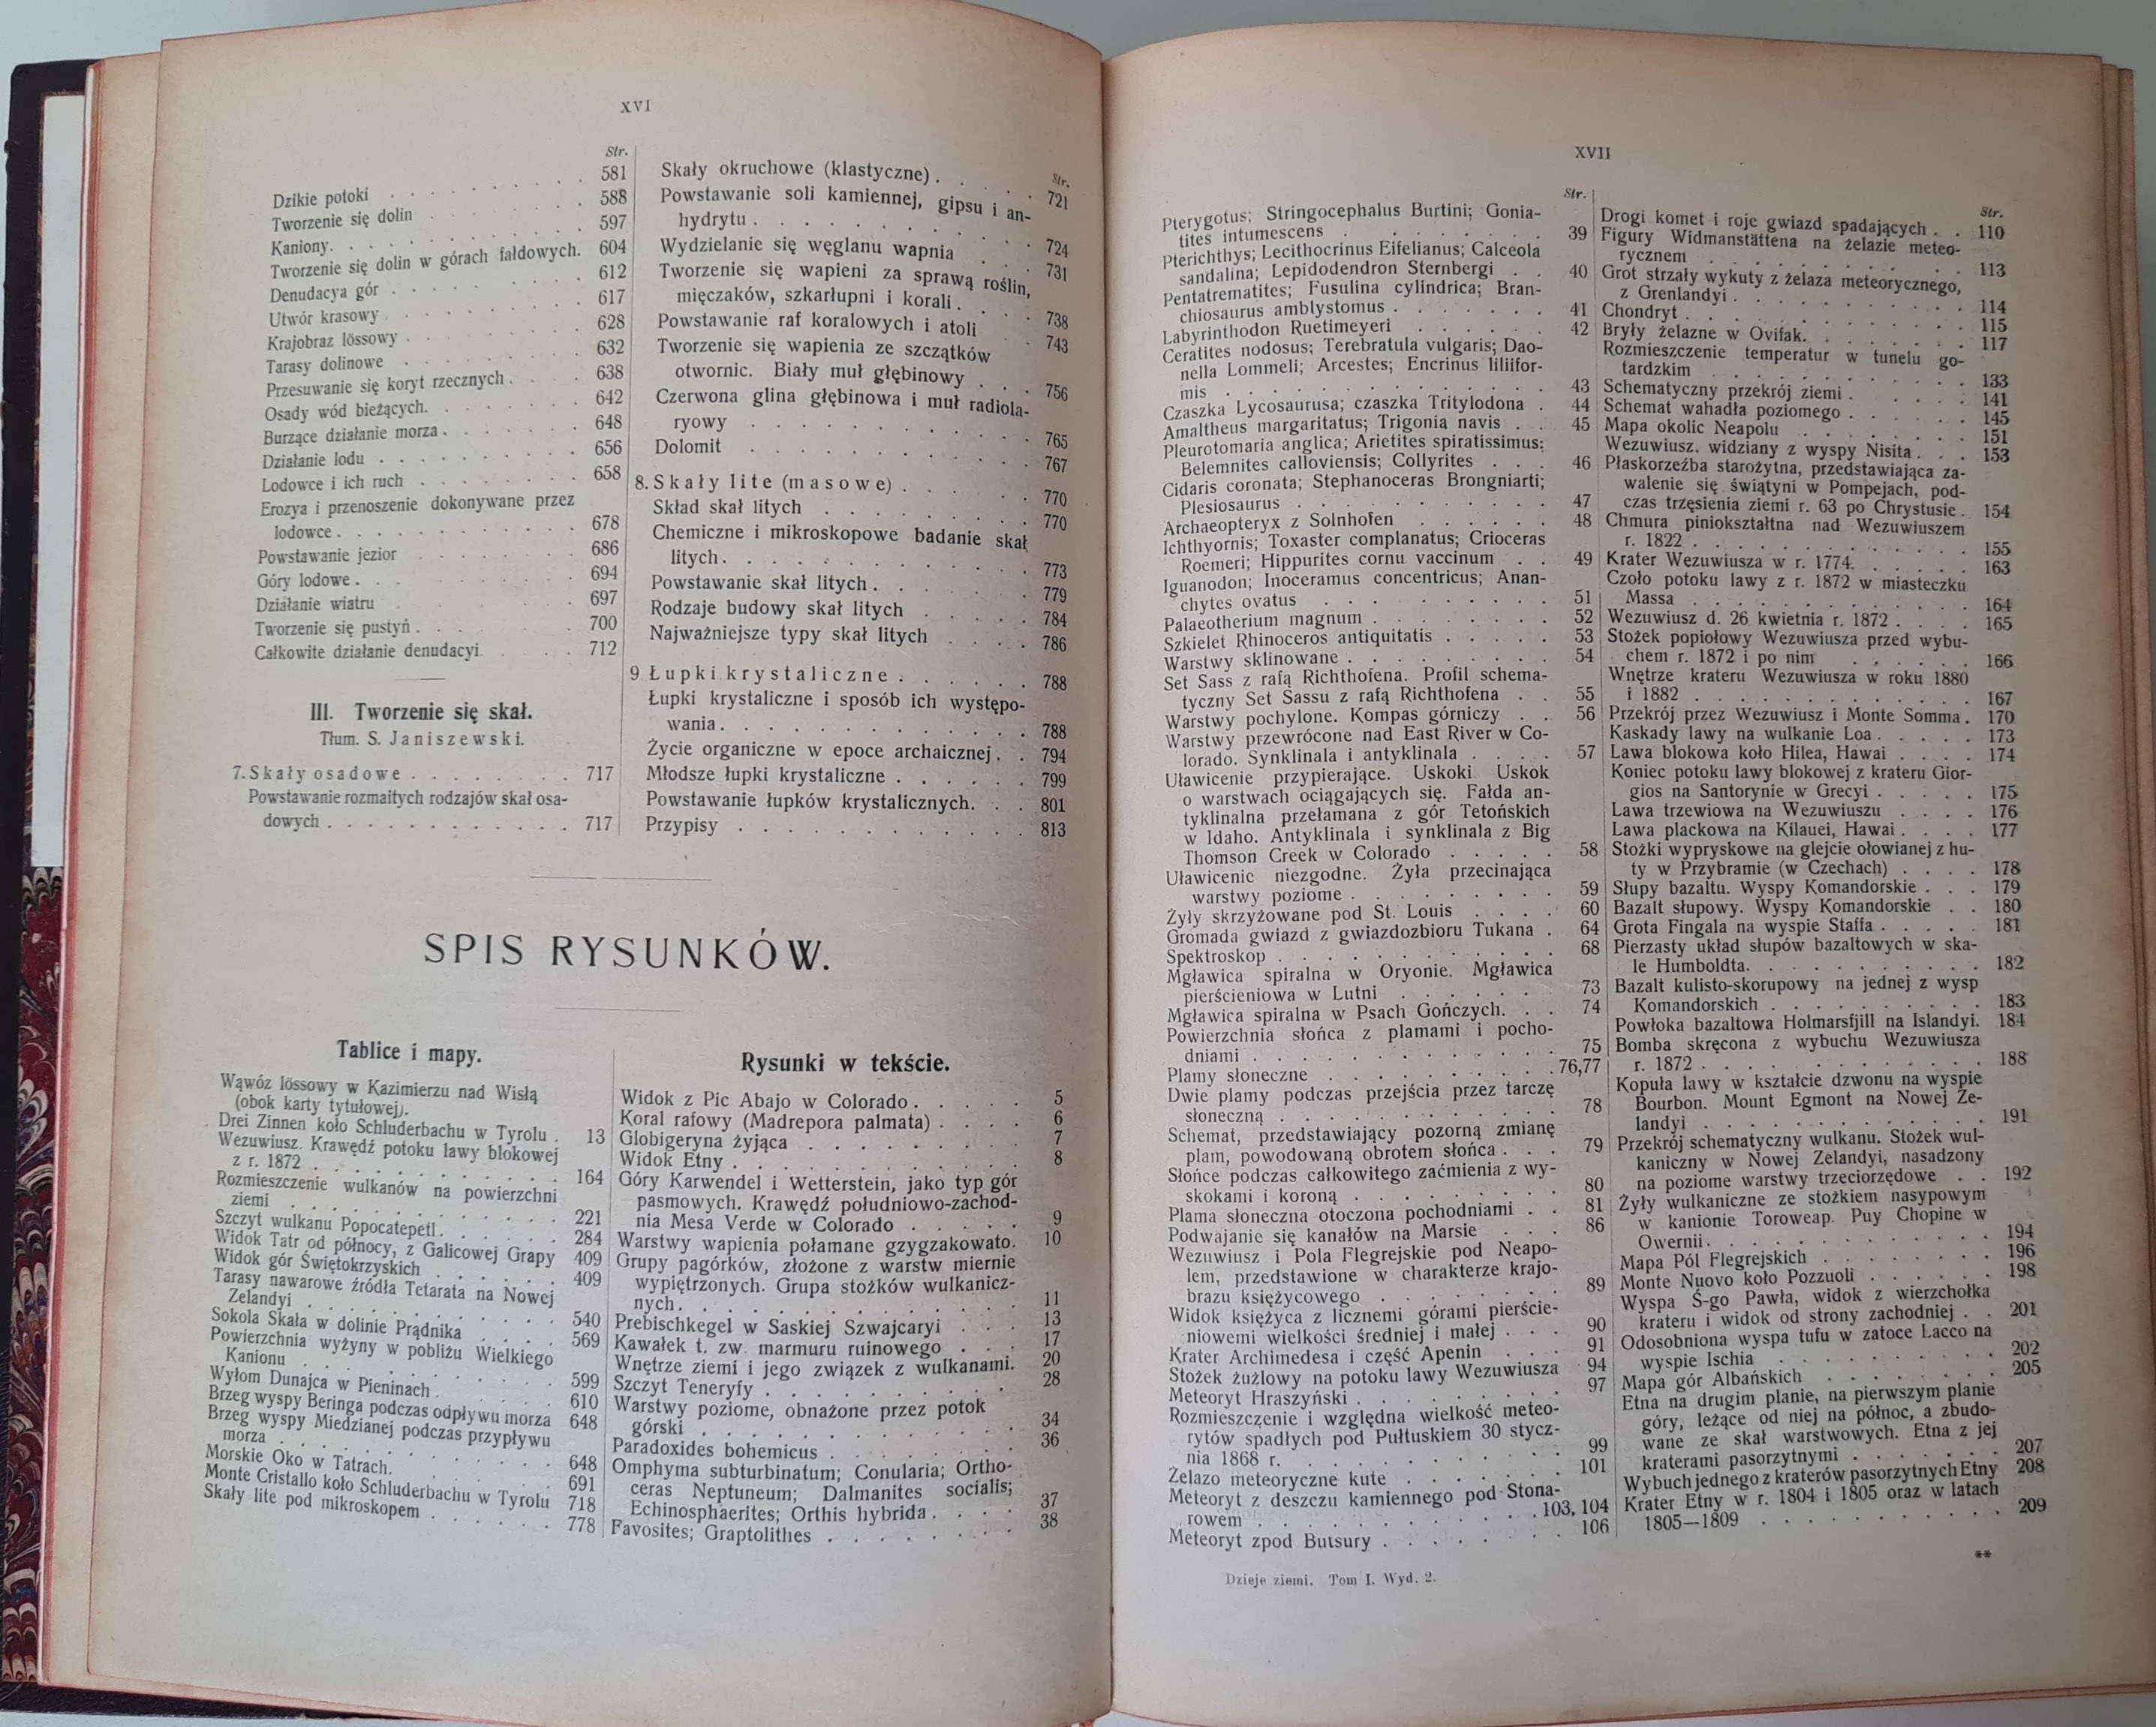 XVI
Str.
Dzikie potoki . . . . . . . . . 581
Tworzenie się dolin . . . . . . . 588
Kaniony. . . . . . . . . . . 597
Tworzenie się dolin w górach fałdowych. 604
Denudacya gór . . . . . . . . 612
Utwór krasowy . . . . . . . . 617
Krajobraz lössowy . . . . . . . 628
Tarasy dolinowe . . . . . . . 632
Przesuwanie się koryt rzecznych . . . . 638
Osady wód bieżących. . . . . . . 642
Burzące działanie morza . . . . . . 648
Działanie lodu . . . . . . . . 656
Lodowce i ich ruch . . . . . . . 658
Erozya i przenoszenie dokonywane przez
lodowce . . . . . . . . . . 678
Powstawanie jezior . . . . . . . 686
Góry lodowe . . . . . . . . . 694
Działanie wiatru . . . . . . . . 697
Tworzenie się pustyń . . . . . . . 700
Całkowite działanie denudacyi . . . . 712
III. Tworzenie się skał.
Tłum. S. Janiszewski.
7. Skały osadowe . . . . . . . . 717
Powstawanie rozmaitych rodzajów skał osa-
dowych . . . . . . . . . . . 717
Str.
Skały okruchowe (klastyczne) . . . . . 721
Powstawanie soli kamiennej, gipsu i an-
hydrytu . . . . . . . . . . 724
Wydzielanie się węglanu wapnia . . . 731
Tworzenie się wapieni za sprawą roślin,
mięczaków, szkarłupni i korali . . . . 738
Powstawanie raf koralowych i atoli . 743
Tworzenie się wapienia ze szczątków
otwornic. Biały muł głębinowy . . . 756
Czerwona glina głębinowa i muł radiola-
ryowy . . . . . . . . . . 765
Dolomit . . . . . . . . . . 767
8. Skały lite (masowe) . . . . . . 770
Skład skał litych . . . . . . . 770
Chemiczne i mikroskopowe badanie skał
litych . . . . . . . . . . . 773
Powstawanie skał litych . . . . . . 779
Rodzaje budowy skał litych . . . . 784
Najważniejsze typy skał litych . . . . 786
9. Łupki krystaliczne . . . . . . 788
Łupki krystaliczne i sposób ich występo-
wania . . . . . . . . . . . 788
Życie organiczne w epoce archaicznej . . 794
Młodsze łupki krystaliczne . . . . . . 799
Powstawanie łupków krystalicznych. . . 801
Przypisy . . . . . . . . . . . 813
SPIS RYSUNKÓW.
Tablice i mapy.
Wąwóz lössowy w Kazimierzu nad Wisłą
(obok karty tytułowej).
Drei Zinnen koło Schluderbachu w Tyrolu . 13
Wezuwiusz. Krawędź potoku lawy blokowej
z r. 1872 . . . . . . . . . . 164
Rozmieszczenie wulkanów na powierzchni
ziemi . . . . . . . . . . . 221
Szczyt wulkanu Popocatepetl . . . . . . 284
Widok Tatr od północy, z Galicowej Grapy 409
Widok gór Świętokrzyskich . . . . . . 409
Tarasy nawarowe źródła Tetarata na Nowej
Zelandyi . . . . . . . . . . 540
Sokola Skała w dolinie Prądnika . . . . 569
Powierzchnia wyżyny w pobliżu Wielkiego
Kanionu . . . . . . . . . . 599
Wyłom Dunajca w Pieninach . . . . . 610
Brzeg wyspy Beringa podczas odpływu morza 648
Brzeg wyspy Miedzianej podczas przypływu
morza . . . . . . . . . . . 648
Morskie Oko w Tatrach . . . . . . . 691
Monte Cristallo koło Schluderbachu w Tyrolu 718
Skały lite pod mikroskopem . . . . . . 778
Rysunki w tekście.
Widok z Pic Abajo w Colorado . . . . . 5
Koral rafowy (Madrepora palmata) . . . . 6
Globigeryna żyjąca . . . . . . . . 7
Widok Etny . . . . . . . . . . . 8
Góry Karwendel i Wetterstein, jako typ gór
pasmowych. Krawędź południowo-zachod-
nia Mesa Verde w Colorado . . . . . 9
Warstwy wapienia połamane gzygzakowato. 10
Grupy pagórków, złożone z warstw miernie
wypiętrzonych. Grupa stożków wulkanicz-
nych . . . . . . . . . . . . 11
Prebischkegel w Saskiej Szwajcaryi . . . 13
Kawałek t. zw. marmuru ruinowego . . . 17
Wnętrze ziemi i jego związek z wulkanami. 20
Szczyt Teneryfy . . . . . . . . . 28
Warstwy poziome, obnażone przez potok
górski . . . . . . . . . . . 34
Paradoxides bohemicus . . . . . . . 36
Omphyma subturbinatum; Conularia; Ortho-
ceras Neptuneum; Dalmanites socialis;
Echinosphaerites; Orthis hybrida . . . . 37
Favosites; Graptolithes . . . . . . . 38
XVII
Str.
Pterygotus; Stringocephalus Burtini; Gonia-
tites intumescens . . . . . . . . 39
Pterichthys; Lecithocrinus Eifelianus; Calceola
sandalina; Lepidodendron Sternbergi . . 40
Pentatrematites; Fusulina cylindrica; Bran-
chiosaurus amblystomus . . . . . . 41
Labyrinthodon Ruetimeyeri . . . . . . 42
Ceratites nodosus; Terebratula vulgaris; Dao-
nella Lommeli; Arcestes; Encrinus liliifor-
mis . . . . . . . . . . . . 43
Czaszka Lycosaurusa; czaszka Tritylodona . 44
Amaltheus margaritatus; Trigonia navis . . 45
Pleurotomaria anglica; Arietites spiratissimus;
Belemnites calloviensis; Collyrites . . . 46
Cidaris coronata; Stephanoceras Brongniarti;
Plesiosaurus . . . . . . . . . . 47
Archaeopteryx z Solnhofen . . . . . . 48
Ichthyornis; Toxaster complanatus; Crioceras
Roemeri; Hippurites cornu vaccinum . . 49
Iguanodon; Inoceramus concentricus; Anan-
chytes ovatus . . . . . . . . . 51
Palaeotherium magnum . . . . . . . 52
Szkielet Rhinoceros antiquitatis . . . . . 53
Warstwy sklinowane . . . . . . . . 54
Set Sass z rafą Richthofena. Profil schema-
tyczny Set Sassu z rafą Richthofena . . 55
Warstwy pochylone. Kompas górniczy . . 56
Warstwy przewrócone nad East River w Co-
lorado. Synklinala i antyklinala . . . . 57
Uławicenie przypierające. Uskoki. Uskok
o warstwach ociągających się. Fałda an-
tyklinalna przełamana z gór Tetońskich
w Idaho. Antyklinala i synklinala z Big
Thomson Creek w Colorado . . . . . 58
Uławicenie niezgodne. Żyła przecinająca
warstwy poziome . . . . . . . . . 59
Żyły skrzyżowane pod St. Louis . . . . 60
Gromada gwiazd z gwiazdozbioru Tukana . 64
Spektroskop . . . . . . . . . . . 68
Mgławica spiralna w Oryonie. Mgławica
pierścieniowa w Lutni . . . . . . . 73
Mgławica spiralna w Psach Gończych. . . 74
Powierzchnia słońca z plamami i pocho-
dniami . . . . . . . . . . . 75
Plamy słoneczne . . . . . . . . . 76,77
Dwie plamy podczas przejścia przez tarczę
słoneczną . . . . . . . . . . . 78
Schemat, przedstawiający pozorną zmianę
plam, powodowaną obrotem słońca . . . 79
Słońce podczas całkowitego zaćmienia z wy-
skokami i koroną . . . . . . . . 80
Plama słoneczna otoczona pochodniami . . 81
Podwajanie się kanałów na Marsie . . . 86
Wezuwiusz i Pola Flegrejskie pod Neapo-
lem, przedstawione w charakterze krajo-
brazu księżycowego . . . . . . . . 89
Widok księżyca z licznemi górami pierście-
niowemi wielkości średniej i małej . . . 90
Krater Archimedesa i część Apenin . . . 91
Stożek żużlowy na potoku lawy Wezuwiusza 94
Meteoryt Hraszyński . . . . . . . . 97
Rozmieszczenie i względna wielkość meteo-
rytów spadłych pod Pułtuskiem 30 stycz-
nia 1868 r. . . . . . . . . . . 99
Żelazo meteoryczne kute . . . . . . . 101
Meteoryt z deszczu kamiennego pod Stona-
rowem . . . . . . . . . . . 103, 104
Meteoryt zpod Butsury . . . . . . . 106
Str.
Drogi komet i roje gwiazd spadających . . 110
Figury Widmanstättena na żelazie meteo-
rycznem . . . . . . . . . . 113
Grot strzały wykuty z żelaza meteorycznego,
z Grenlandyi . . . . . . . . . . 114
Chondryt . . . . . . . . . . . 115
Bryły żelazne w Ovifak. . . . . . . 117
Rozmieszczenie temperatur w tunelu go-
tardzkim . . . . . . . . . . 133
Schematyczny przekrój ziemi . . . . . 141
Schemat wahadła poziomego . . . . . 145
Mapa okolic Neapolu . . . . . . . 151
Wezuwiusz, widziany z wyspy Nisita . . . 153
Płaskorzeźba starożytna, przedstawiająca za-
walenie się świątyni w Pompejach, pod-
czas trzęsienia ziemi r. 63 po Chrystusie . 154
Chmura piniokształtna nad Wezuwiuszem
r. 1822 . . . . . . . . . . . 155
Krater Wezuwiusza w r. 1774. . . . . . 163
Czoło potoku lawy z r. 1872 w miasteczku
Massa . . . . . . . . . . . 164
Wezuwiusz d. 26 kwietnia r. 1872 . . . . 165
Stożek popiołowy Wezuwiusza przed wybu-
chem r. 1872 i po nim . . . . . . 166
Wnętrze krateru Wezuwiusza w roku 1880
i 1882 . . . . . . . . . . . 167
Przekrój przez Wezuwiusz i Monte Somma . 170
Kaskady lawy na wulkanie Loa . . . . . 173
Lawa blokowa koło Hilea, Hawai . . . . 174
Koniec potoku lawy blokowej z krateru Gior-
gios na Santorynie w Grecyi . . . . . 175
Lawa trzewiowa na Wezuwiuszu . . . . 176
Lawa plackowa na Kilauei, Hawai . . . . 177
Stożki wypryskowe na glejcie ołowianej z hu-
ty w Przybramie (w Czechach) . . . . 178
Słupy bazaltu. Wyspy Komandorskie . . . 179
Bazalt słupowy. Wyspy Komandorskie . . 180
Grota Fingala na wyspie Staffa . . . . . 181
Pierzasty układ słupów bazaltowych w ska-
le Humboldta. . . . . . . . . . 182
Bazalt kulisto-skorupowy na jednej z wysp
Komandorskich . . . . . . . . . 183
Powłoka bazaltowa Holmarsfjill na Islandyi. 184
Bomba skręcona z wybuchu Wezuwiusza
r. 1872 . . . . . . . . . . . 188
Kopuła lawy w kształcie dzwonu na wyspie
Bourbon. Mount Egmont na Nowej Ze-
landyi . . . . . . . . . . . 191
Przekrój schematyczny wulkanu. Stożek wul-
kaniczny w Nowej Zelandyi, nasadzony
na poziome warstwy trzeciorzędowe . . 192
Żyły wulkaniczne ze stożkiem nasypowym
w kanionie Toroweap. Puy Chopine w
Owernii . . . . . . . . . . . 194
Mapa Pól Flegrejskich . . . . . . . 196
Monte Nuovo koło Pozzuoli . . . . . . 198
Wyspa Ś-go Pawła, widok z wierzchołka
krateru i widok od strony zachodniej . . 201
Odosobniona wyspa tufu w zatoce Lacco na
wyspie Ischia . . . . . . . . . 202
Mapa gór Albańskich . . . . . . . 205
Etna na drugim planie, na pierwszym planie
góry, leżące od niej na północ, a zbudo-
wane ze skał warstwowych. Etna z jej
kraterami pasorzytnymi . . . . . . 207
Wybuch jednego z kraterów pasorzytnych Etny 208
Krater Etny w r. 1804 i 1805 oraz w latach
1805—1809 . . . . . . . . . 209
**
Dzieje ziemi. Tom I. Wyd. 2.